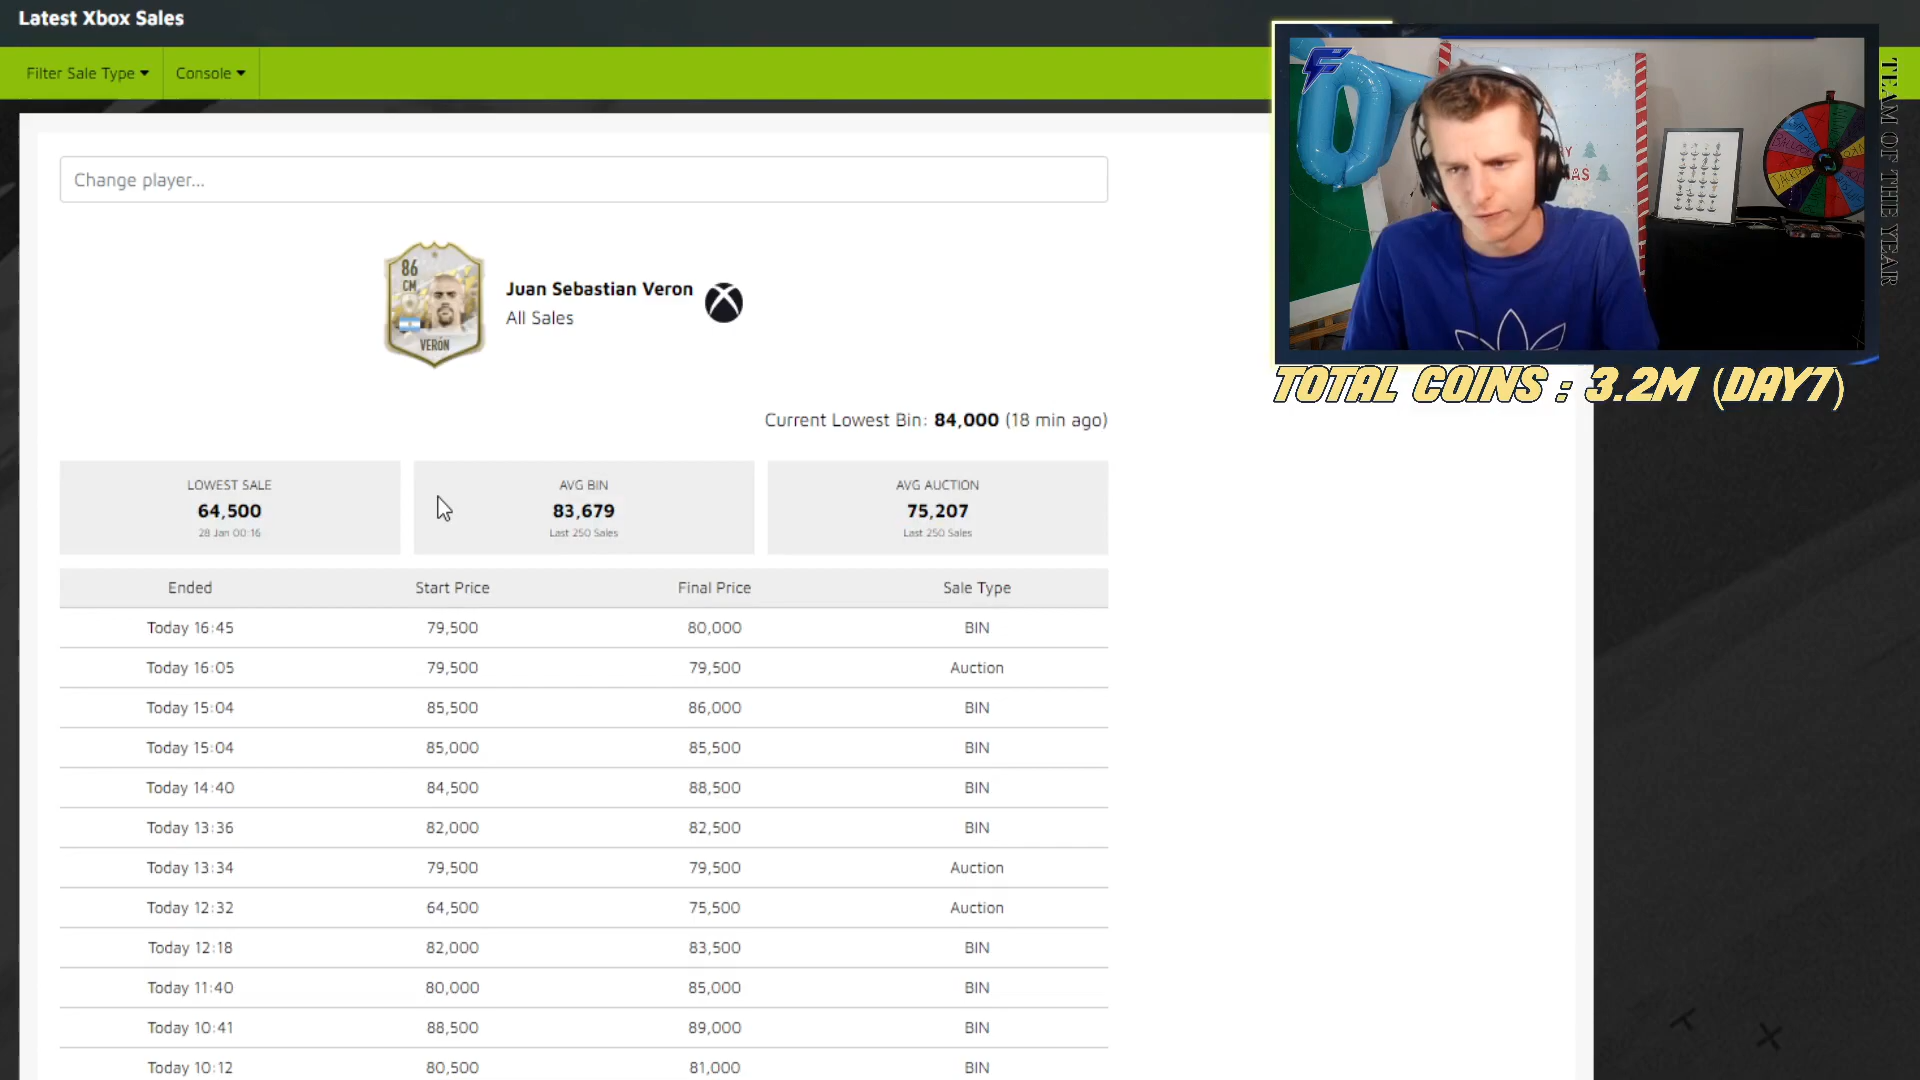 Latest Xbox Sales
Filter Sale Type
Console
Change player...
86
CM
VERÓN
Juan Sebastian Veron
All Sales
Current Lowest Bin: 84,000 (18 min ago)
LOWEST SALE
64,500
28 Jan 00:16
AVG BIN
83,679
Last 250 Sales
AVG AUCTION
75,207
Last 250 Sales
Ended Start Price Final Price Sale Type
Today 16:45 79,500 80,000 BIN
Today 16:05 79,500 79,500 Auction
Today 15:04 85,500 86,000 BIN
Today 15:04 85,000 85,500 BIN
Today 14:40 84,500 88,500 BIN
Today 13:36 82,000 82,500 BIN
Today 13:34 79,500 79,500 Auction
Today 12:32 64,500 75,500 Auction
Today 12:18 82,000 83,500 BIN
Today 11:40 80,000 85,000 BIN
Today 10:41 88,500 89,000 BIN
Today 10:12 80,500 81,000 BIN
TOTAL COINS : 3.2M (DAY7)
TEAM OF THE YEAR